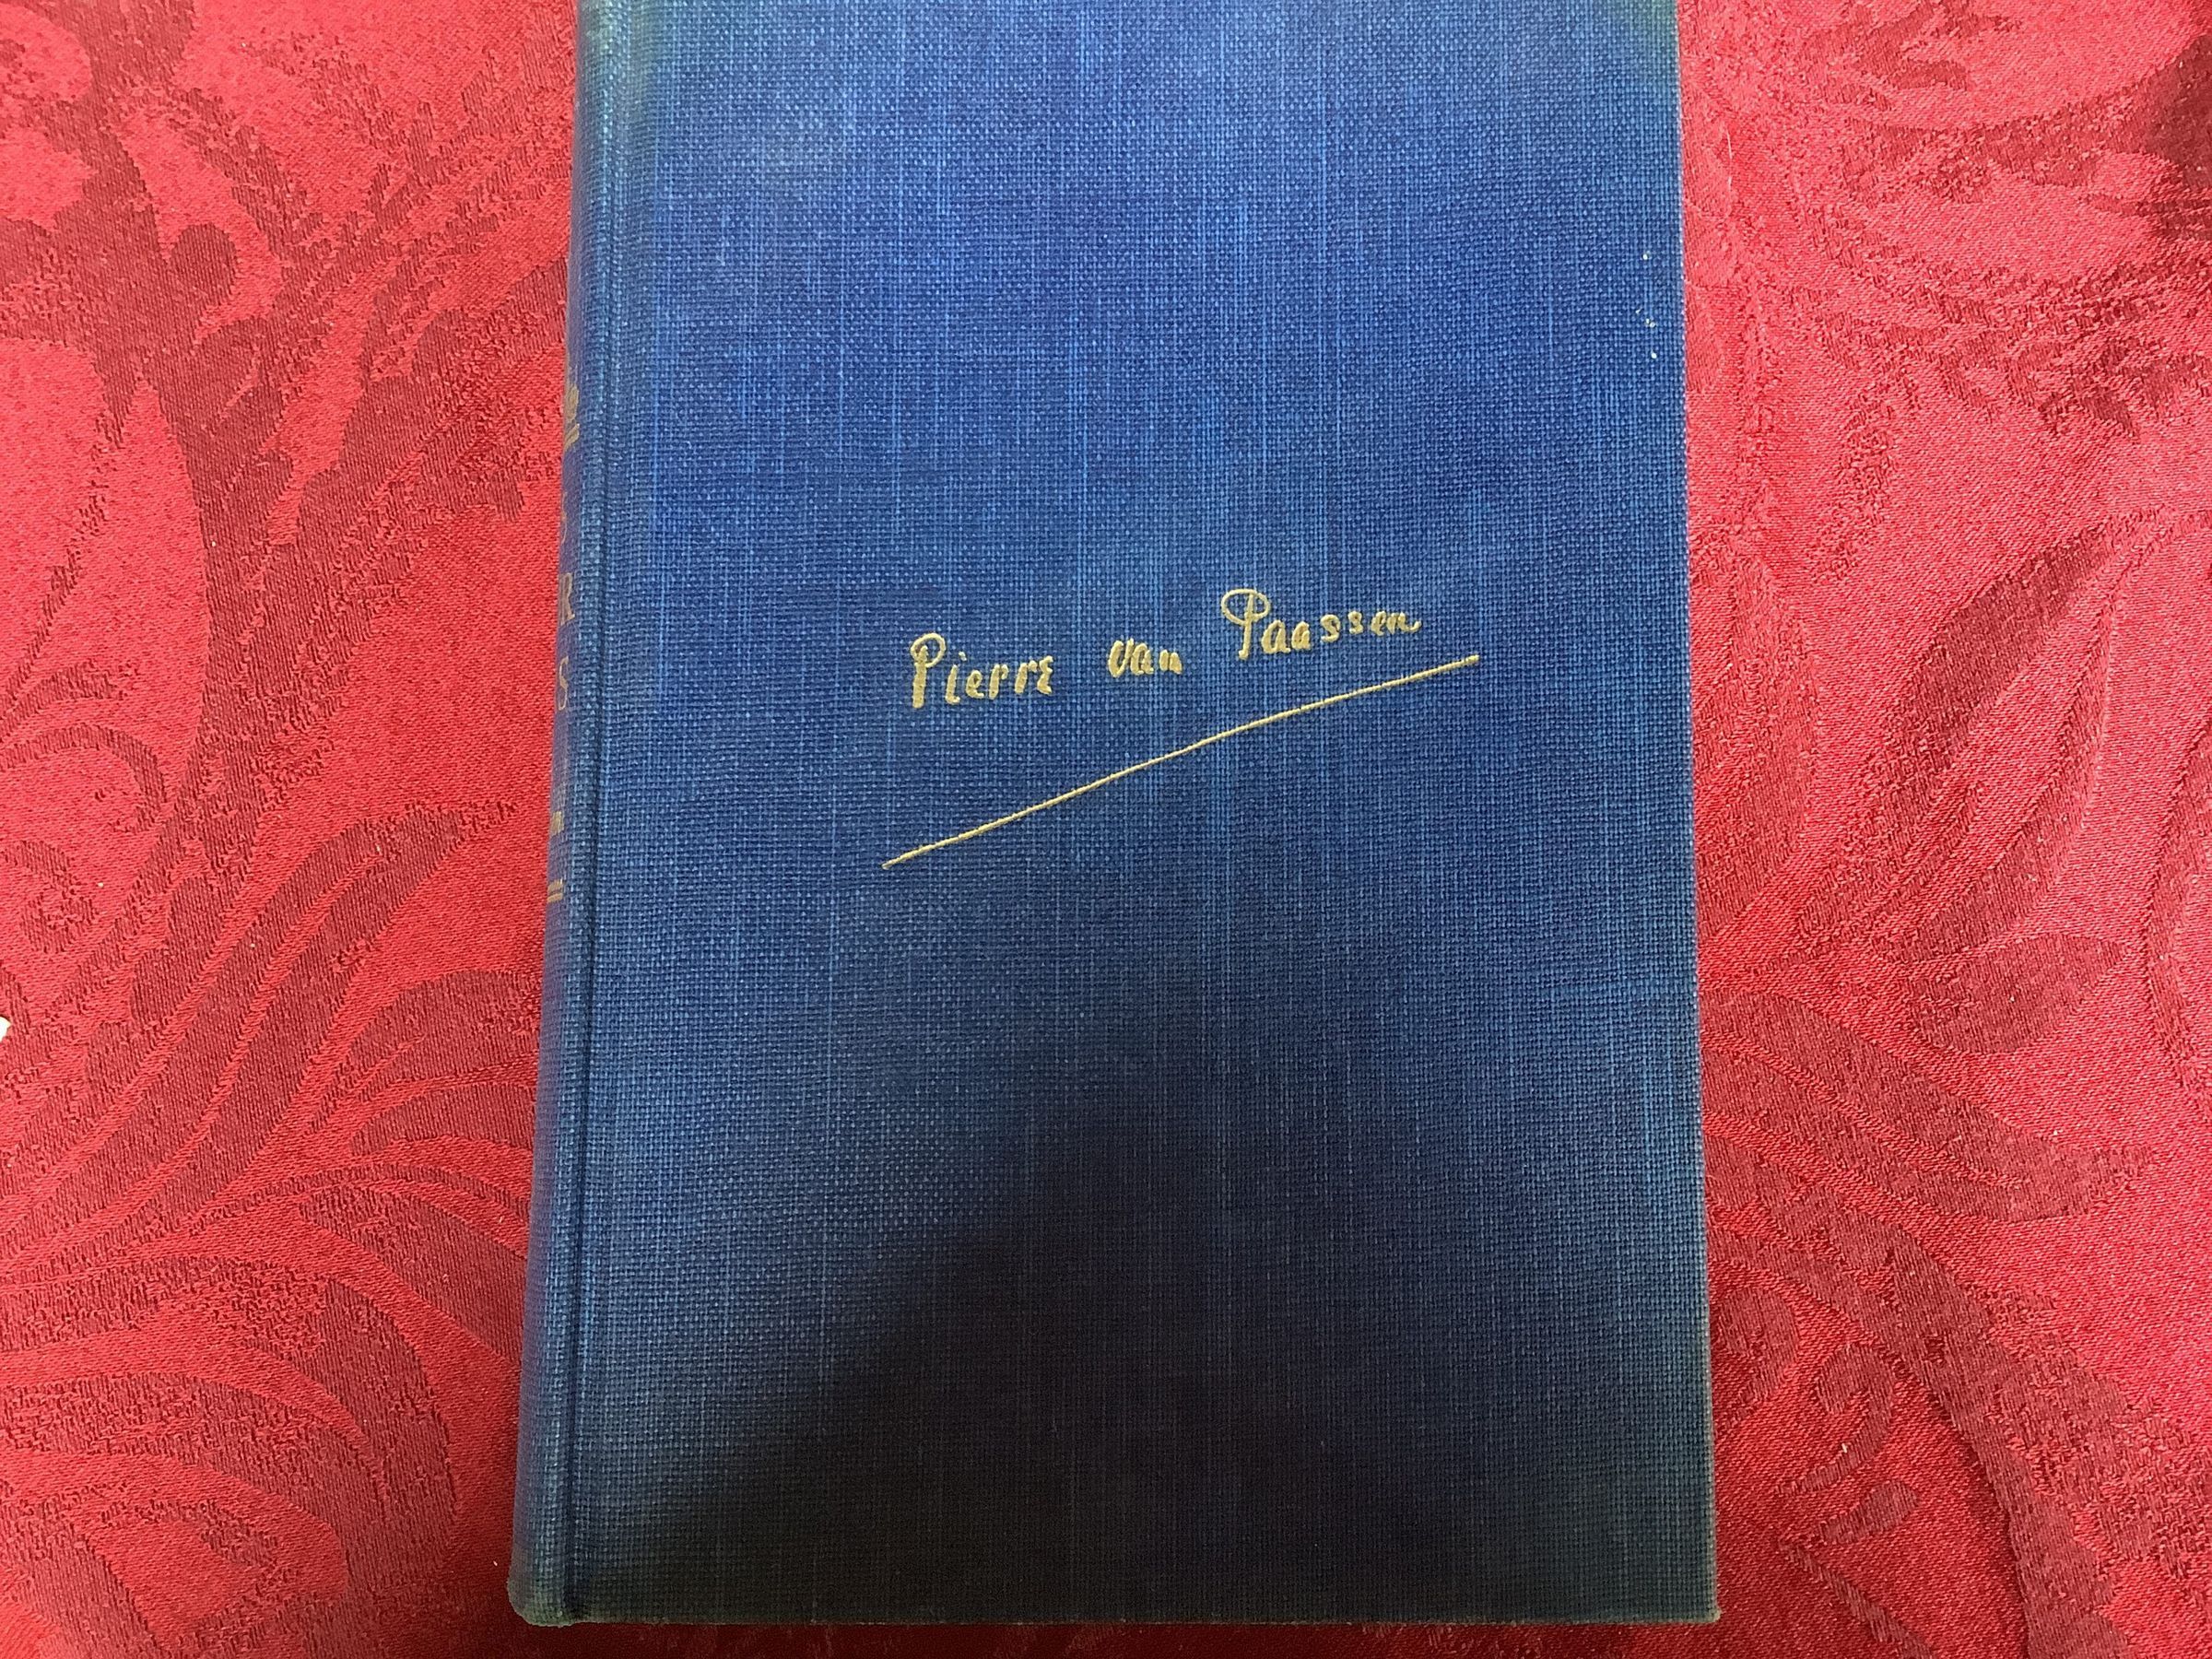 Pierre van Paassen
R
S